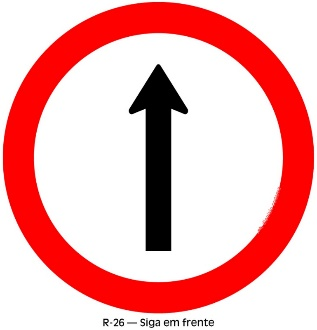 R-26 — Siga em frente